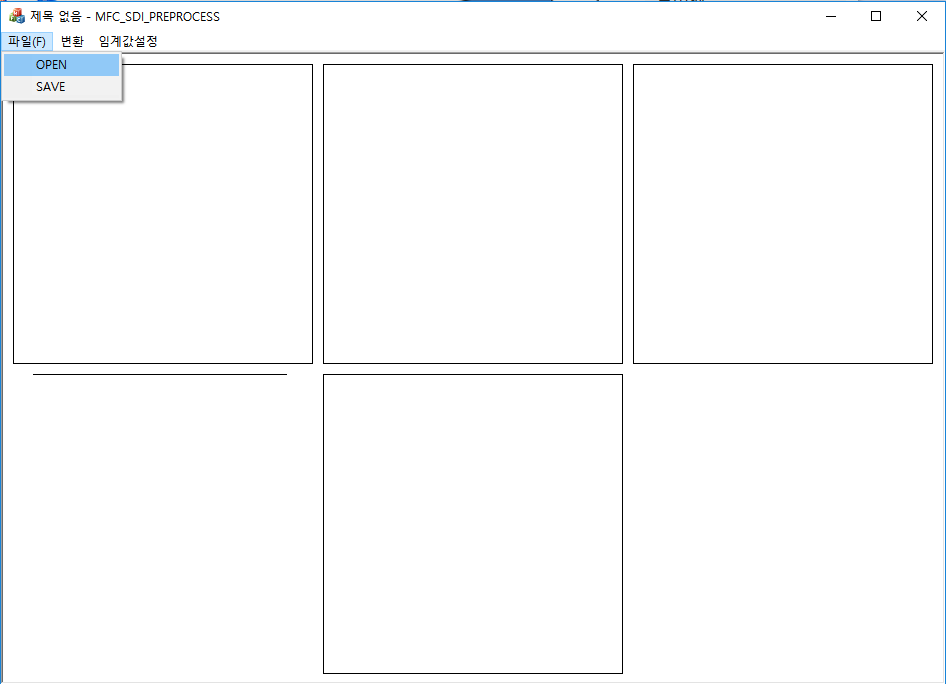 제목 없음 - MFC_SDI_PREPROCESS
파일(F) 변환 임계값설정
OPEN
SAVE